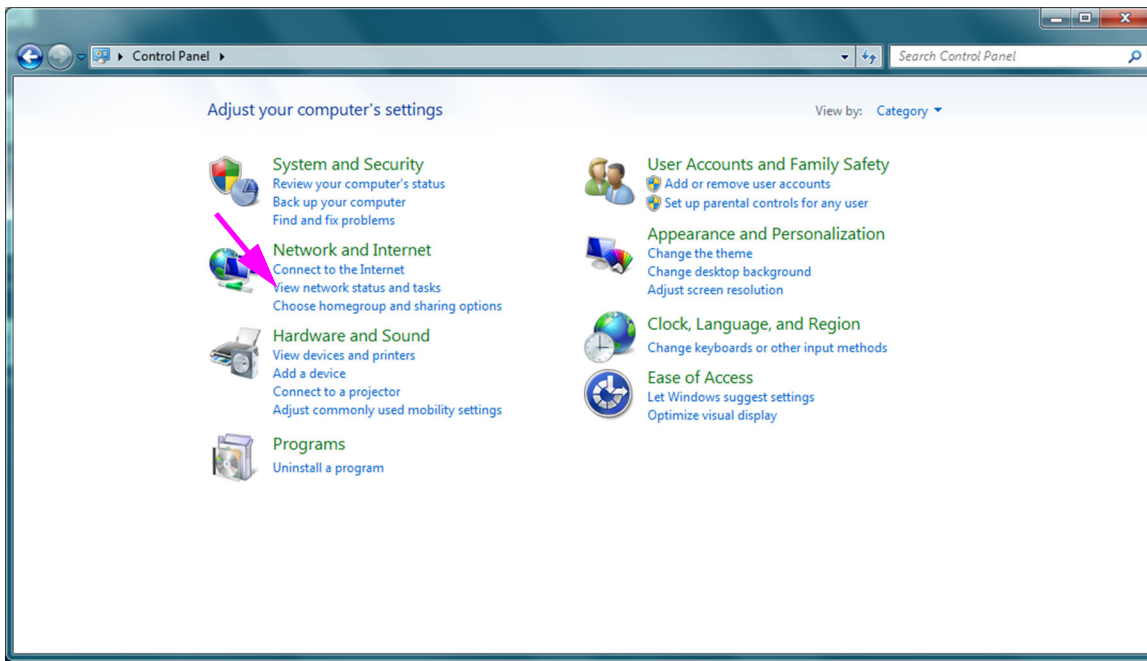 Control Panel
Search Control Panel
Adjust your computer's settings
View by: Category
System and Security
Review your computer's status
Back up your computer
Find and fix problems
Network and Internet
Connect to the Internet
View network status and tasks
Choose homegroup and sharing options
Hardware and Sound
View devices and printers
Add a device
Connect to a projector
Adjust commonly used mobility settings
Programs
Uninstall a program
User Accounts and Family Safety
Add or remove user accounts
Set up parental controls for any user
Appearance and Personalization
Change the theme
Change desktop background
Adjust screen resolution
Clock, Language, and Region
Change keyboards or other input methods
Ease of Access
Let Windows suggest settings
Optimize visual display